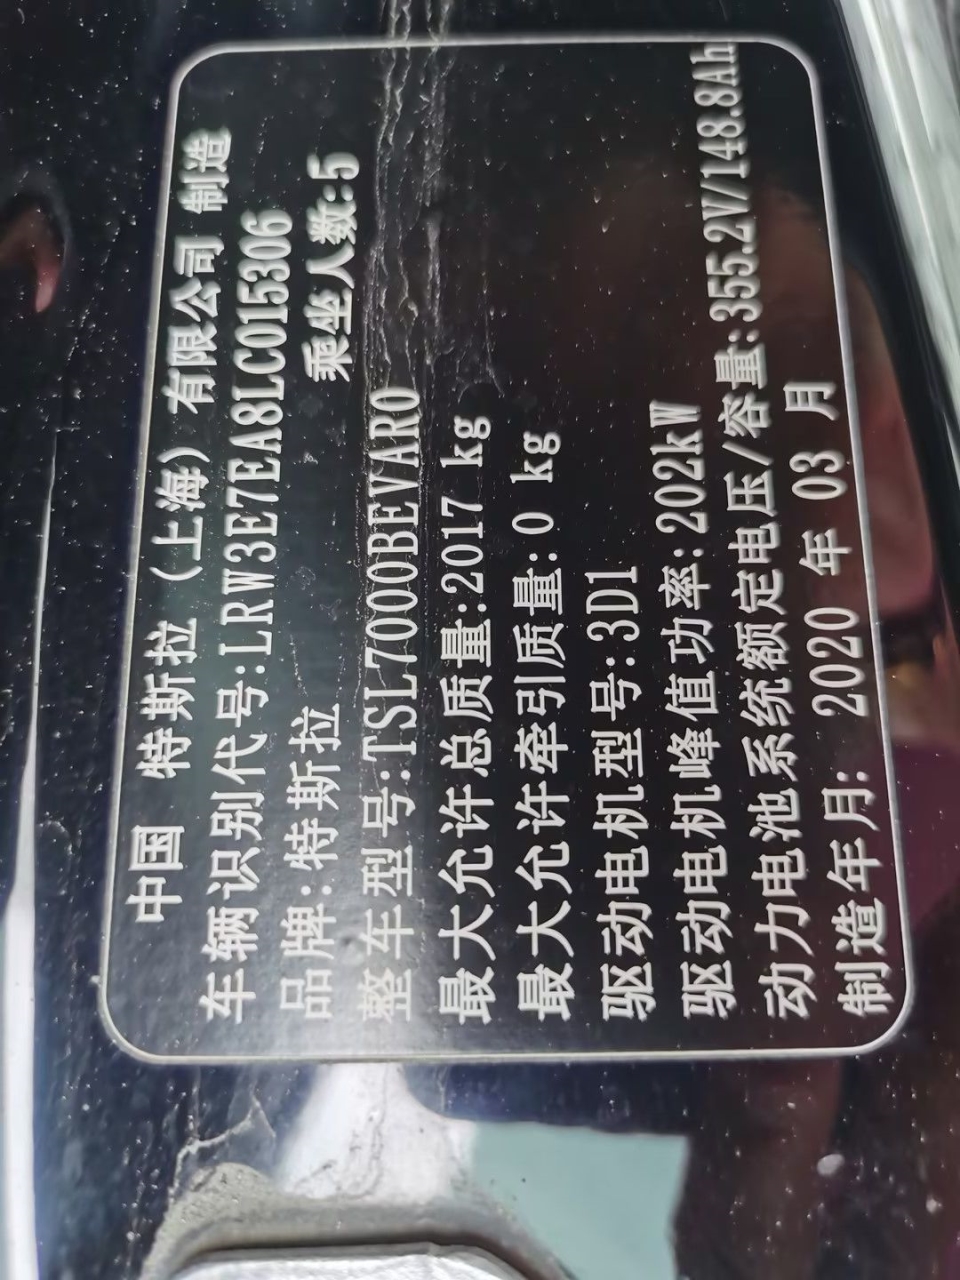 中国 特斯拉（上海）有限公司 制造
车辆识别代号:LRW3E7EA8LC015306
品牌:特斯拉 乘坐人数:5
整车型号:TSL7000BEVAR0
最大允许总质量:2017 kg
最大允许牵引质量:0 kg
驱动电机型号:3D1
驱动电机峰值功率:202kW
动力电池系统额定电压/容量:355.2V/148.8Ah
制造年月: 2020 年 03 月